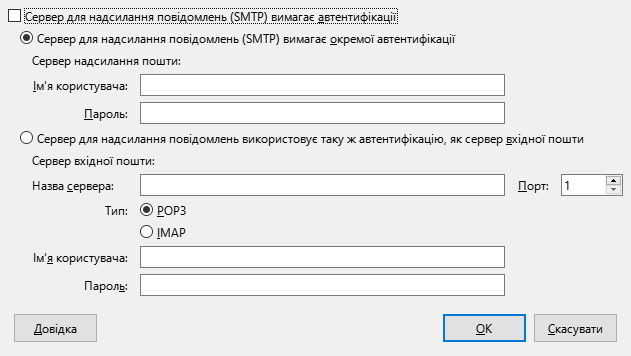 Сервер для надсилання повідомлень (SMTP) вимагає автентифікації
Сервер для надсилання повідомлень (SMTP) вимагає окремої автентифікації
Сервер надсилання пошти:
Ім'я користувача:
Пароль:
Сервер для надсилання повідомлень використовує таку ж автентифікацію, як сервер вхідної пошти
Сервер вхідної пошти:
Назва сервера: Порт: 1
Тип: POP3
IMAP
Ім'я користувача:
Пароль:
Довідка OK Скасувати